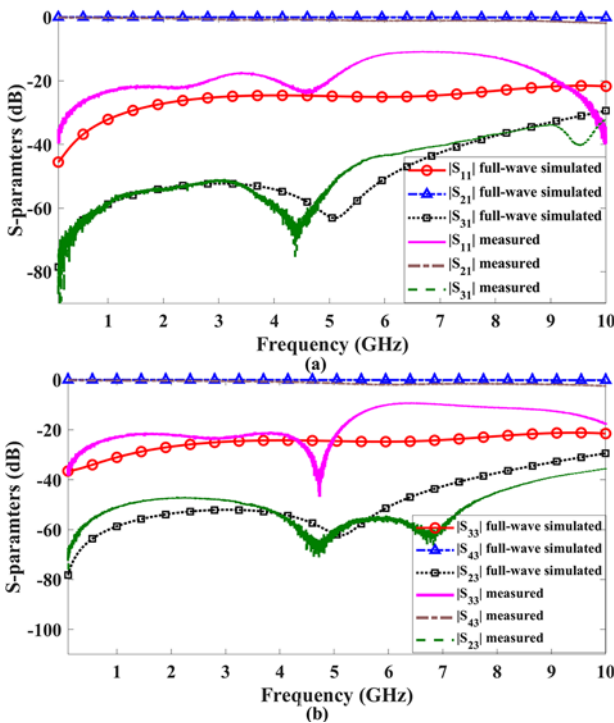 0
-20
-40
-60
-80
S-paramters (dB)
|S11| full-wave simulated
|S21| full-wave simulated
|S31| full-wave simulated
|S11| measured
|S21| measured
|S31| measured
1 2 3 4 5 6 7 8 9 10
Frequency (GHz)
(a)
0
-20
-40
-60
-80
-100
S-paramters (dB)
|S33| full-wave simulated
|S43| full-wave simulated
|S23| full-wave simulated
|S33| measured
|S43| measured
|S23| measured
1 2 3 4 5 6 7 8 9 10
Frequency (GHz)
(b)